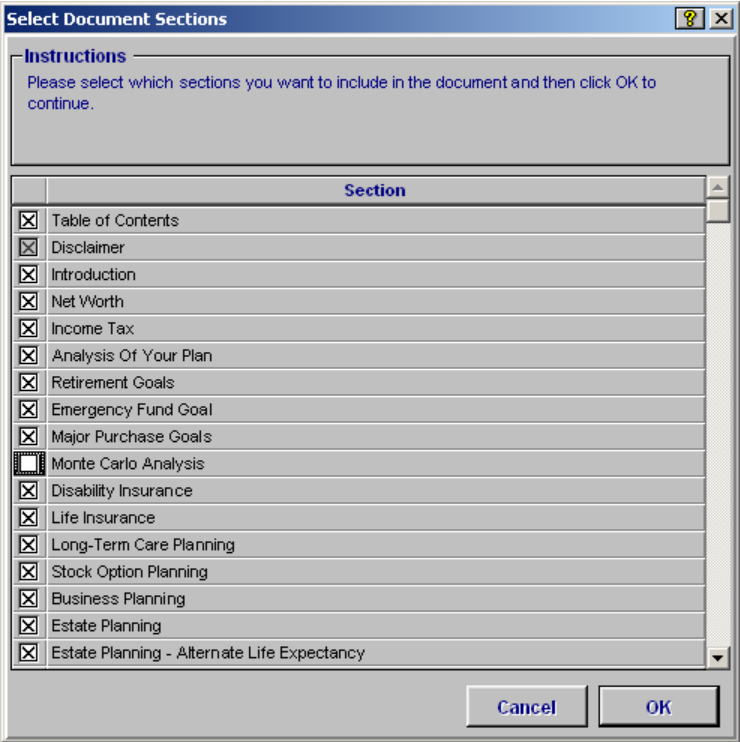 Select Document Sections
Instructions
Please select which sections you want to include in the document and then click OK to
continue.
Section
Table of Contents
Disclaimer
Introduction
Net Worth
Income Tax
Analysis Of Your Plan
Retirement Goals
Emergency Fund Goal
Major Purchase Goals
Monte Carlo Analysis
Disability Insurance
Life Insurance
Long-Term Care Planning
Stock Option Planning
Business Planning
Estate Planning
Estate Planning - Alternate Life Expectancy
Cancel
OK